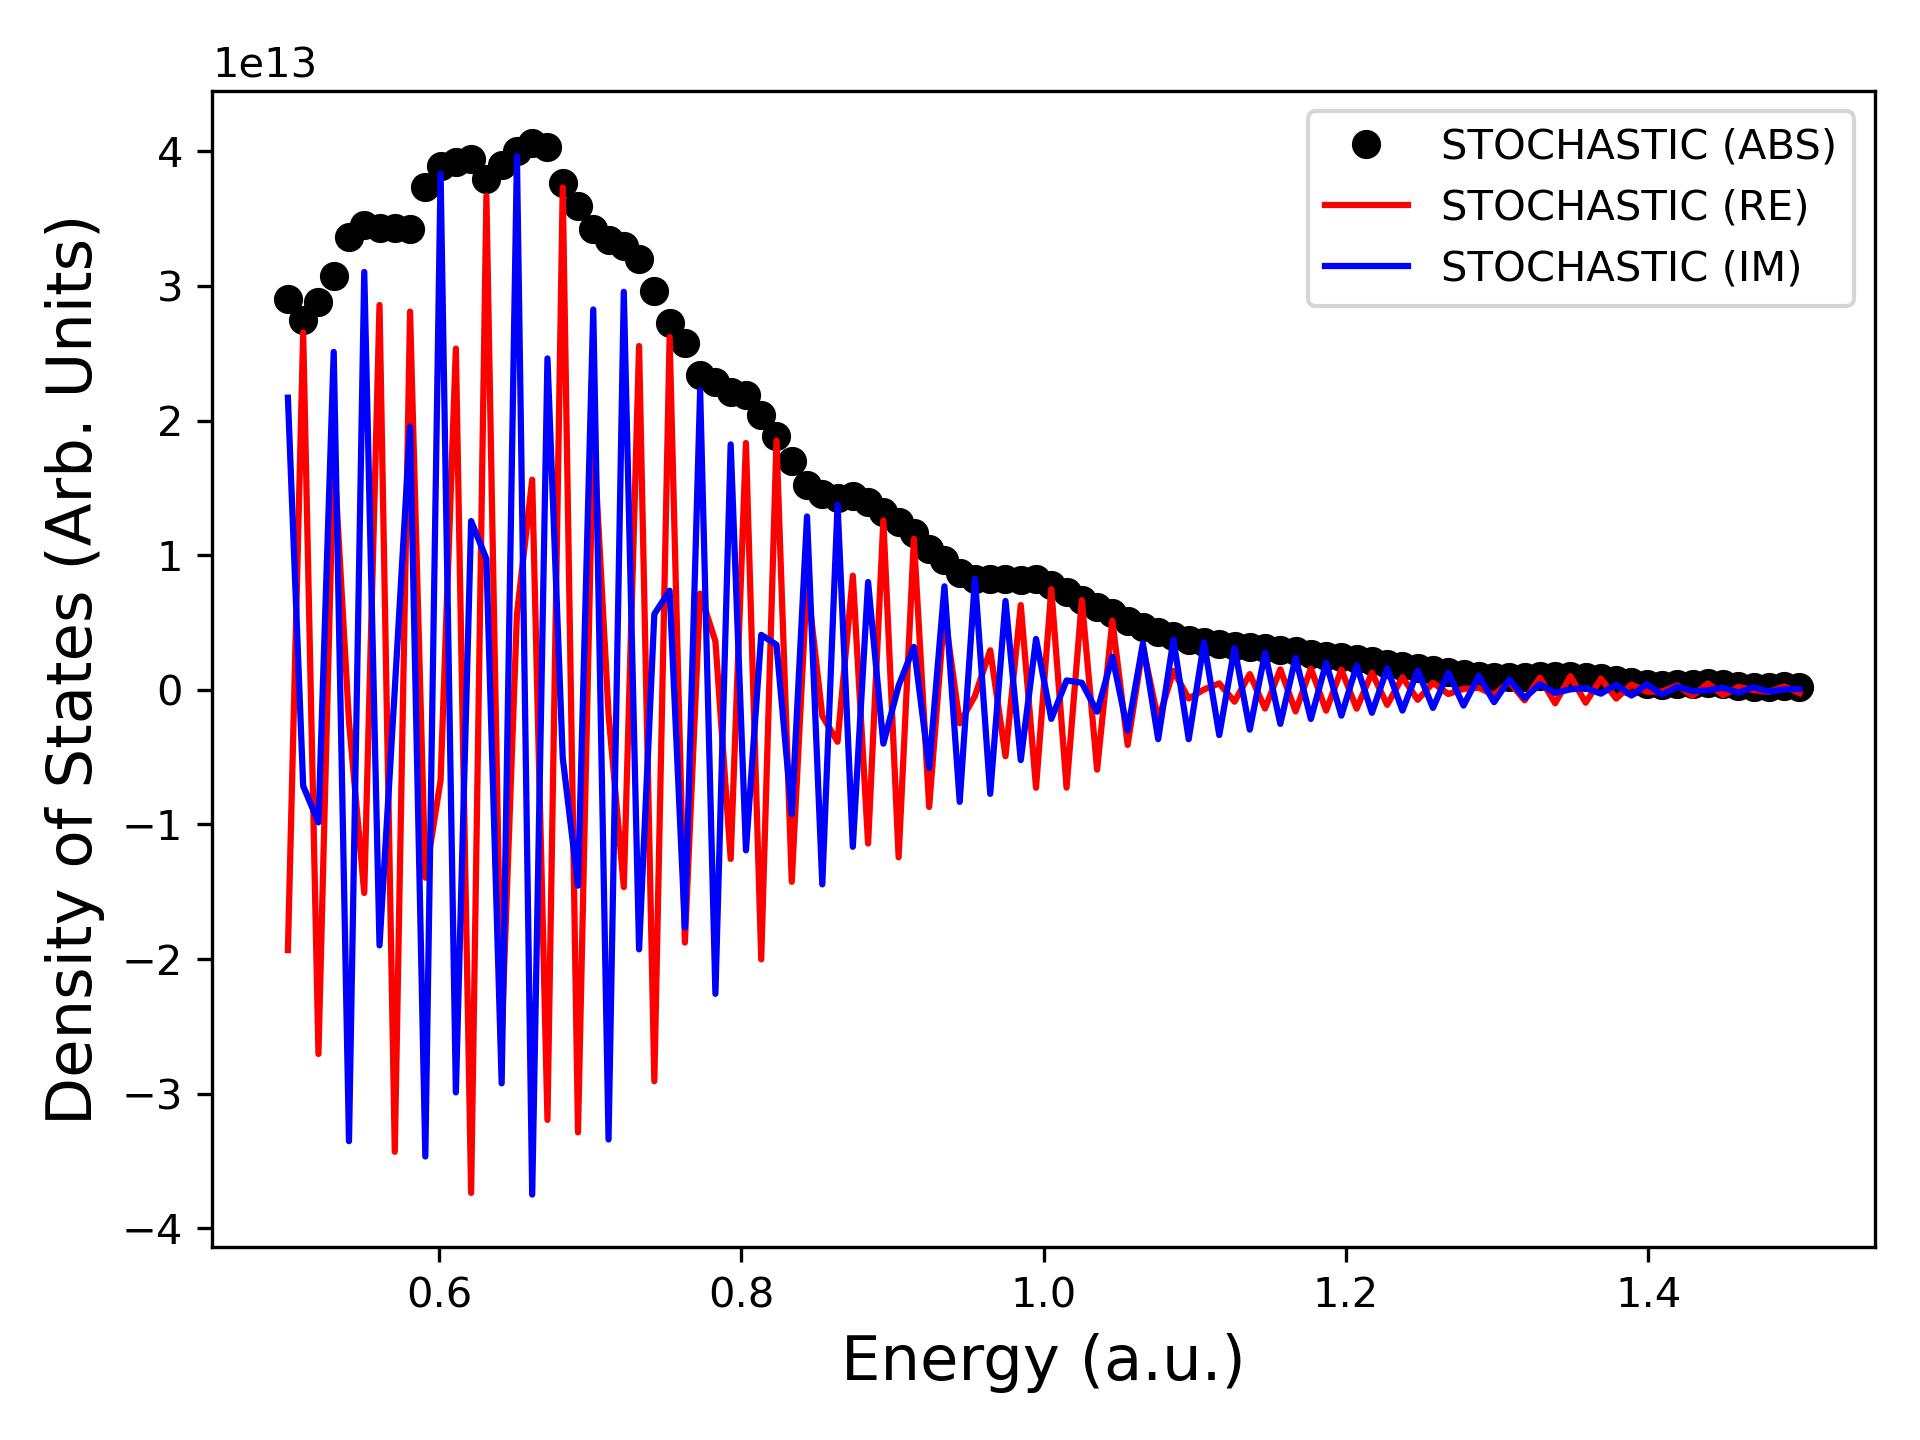 1e13
4
3
2
1
0
−1
−2
−3
−4
Density of States (Arb. Units)
STOCHASTIC (ABS)
STOCHASTIC (RE)
STOCHASTIC (IM)
0.6 0.8 1.0 1.2 1.4
Energy (a.u.)